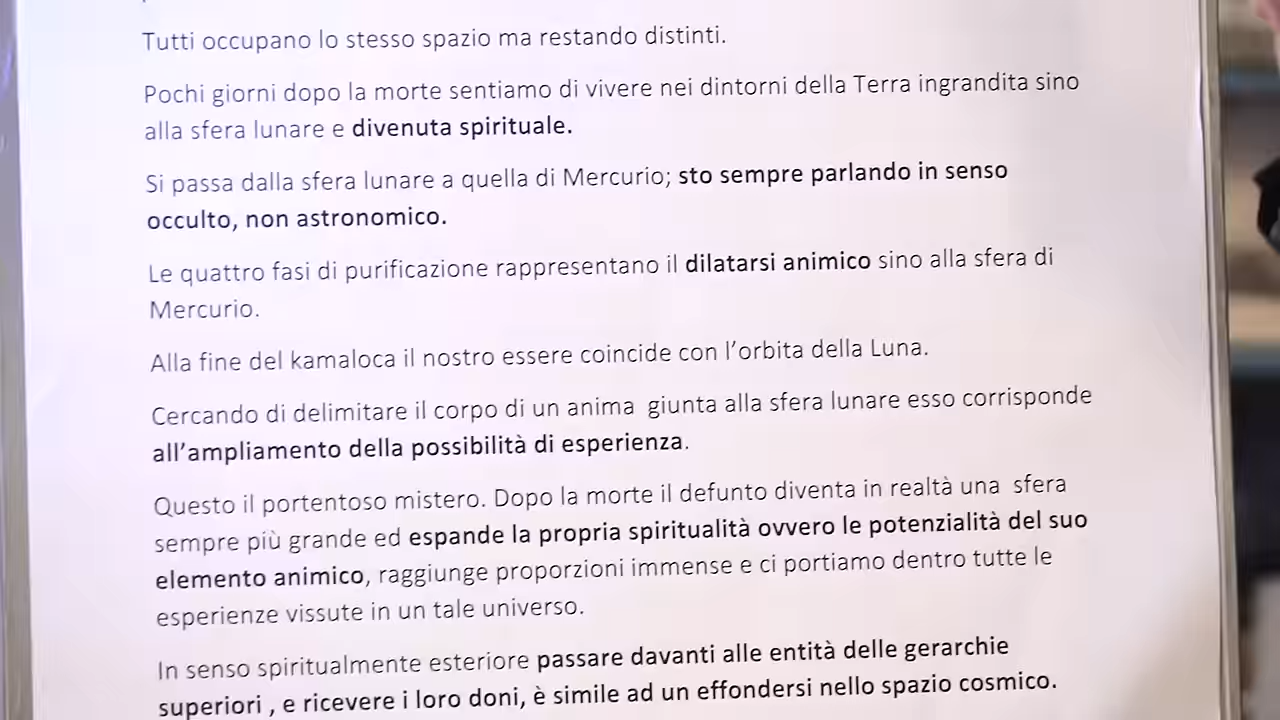 Tutti occupano lo stesso spazio ma restando distinti.
Pochi giorni dopo la morte sentiamo di vivere nei dintorni della Terra ingrandita sino
alla sfera lunare e divenuta spirituale.
Si passa dalla sfera lunare a quella di Mercurio; sto sempre parlando in senso
occulto, non astronomico.
Le quattro fasi di purificazione rappresentano il dilatarsi animico sino alla sfera di
Mercurio.
Alla fine del kamaloca il nostro essere coincide con l’orbita della Luna.
Cercando di delimitare il corpo di un anima  giunta alla sfera lunare esso corrisponde
all’ampliamento della possibilità di esperienza.
Questo il portentoso mistero. Dopo la morte il defunto diventa in realtà una  sfera
sempre più grande ed espande la propria spiritualità ovvero le potenzialità del suo
elemento animico, raggiunge proporzioni immense e ci portiamo dentro tutte le
esperienze vissute in un tale universo.
In senso spiritualmente esteriore passare davanti alle entità delle gerarchie
superiori , e ricevere i loro doni, è simile ad un effondersi nello spazio cosmico.